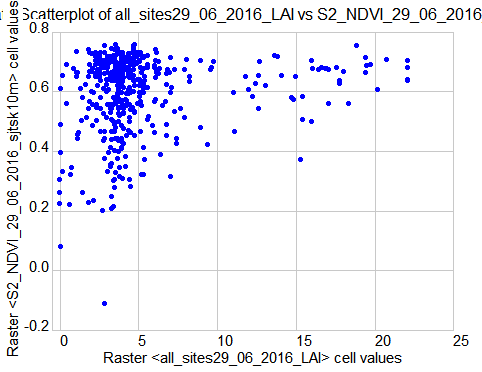 Scatterplot of all_sites29_06_2016_LAI vs S2_NDVI_29_06_2016
Raster <S2_NDVI_29_06_2016_sjtsk10m> cell values
0.8
0.6
0.4
0.2
0.0
-0.2
0 5 10 15 20 25
Raster <all_sites29_06_2016_LAI> cell values